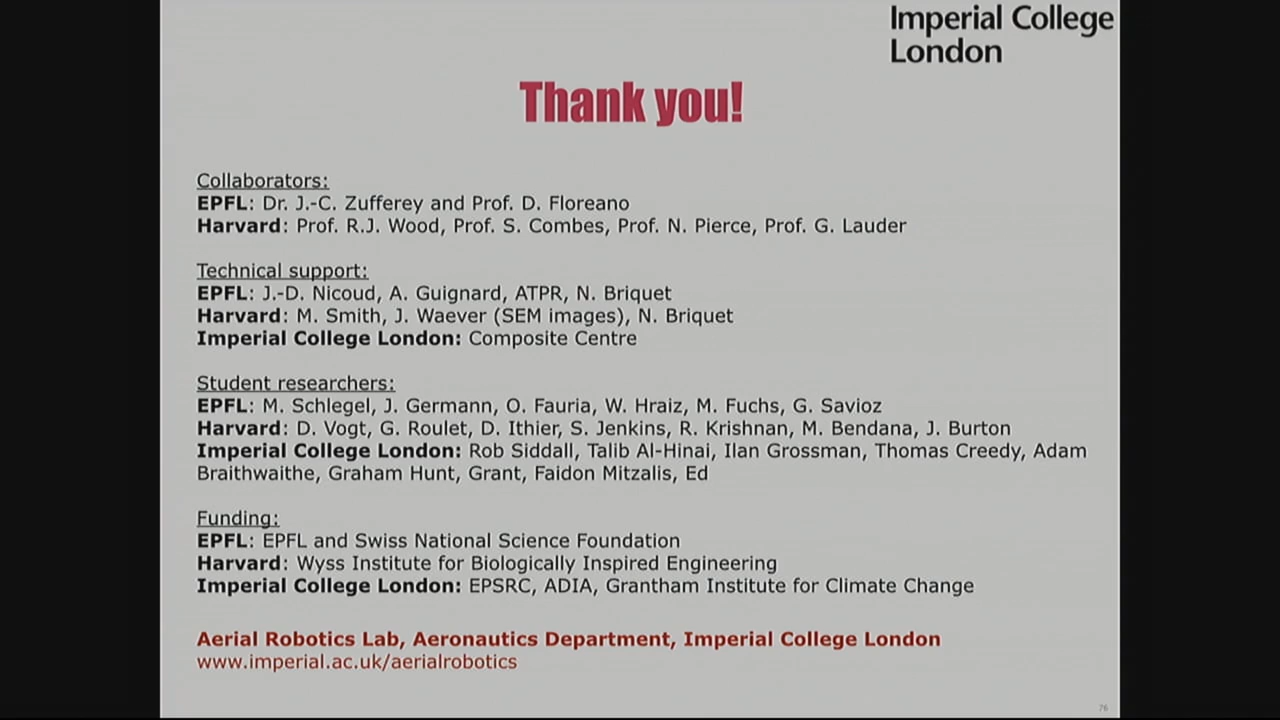 Imperial College
London
Thank you!
Collaborators:
EPFL: Dr. J.-C. Zufferey and Prof. D. Floreano
Harvard: Prof. R.J. Wood, Prof. S. Combes, Prof. N. Pierce, Prof. G. Lauder
Technical support:
EPFL: J.-D. Nicoud, A. Guignard, ATPR, N. Briquet
Harvard: M. Smith, J. Waever (SEM images), N. Briquet
Imperial College London: Composite Centre
Student researchers:
EPFL: M. Schlegel, J. Germann, O. Fauria, W. Hraiz, M. Fuchs, G. Savioz
Harvard: D. Vogt, G. Roulet, D. Ithier, S. Jenkins, R. Krishnan, M. Bendana, J. Burton
Imperial College London: Rob Siddall, Talib Al-Hinai, Ilan Grossman, Thomas Creedy, Adam
Braithwaithe, Graham Hunt, Grant, Faidon Mitzalis, Ed
Funding:
EPFL: EPFL and Swiss National Science Foundation
Harvard: Wyss Institute for Biologically Inspired Engineering
Imperial College London: EPSRC, ADIA, Grantham Institute for Climate Change
Aerial Robotics Lab, Aeronautics Department, Imperial College London
www.imperial.ac.uk/aerialrobotics
76